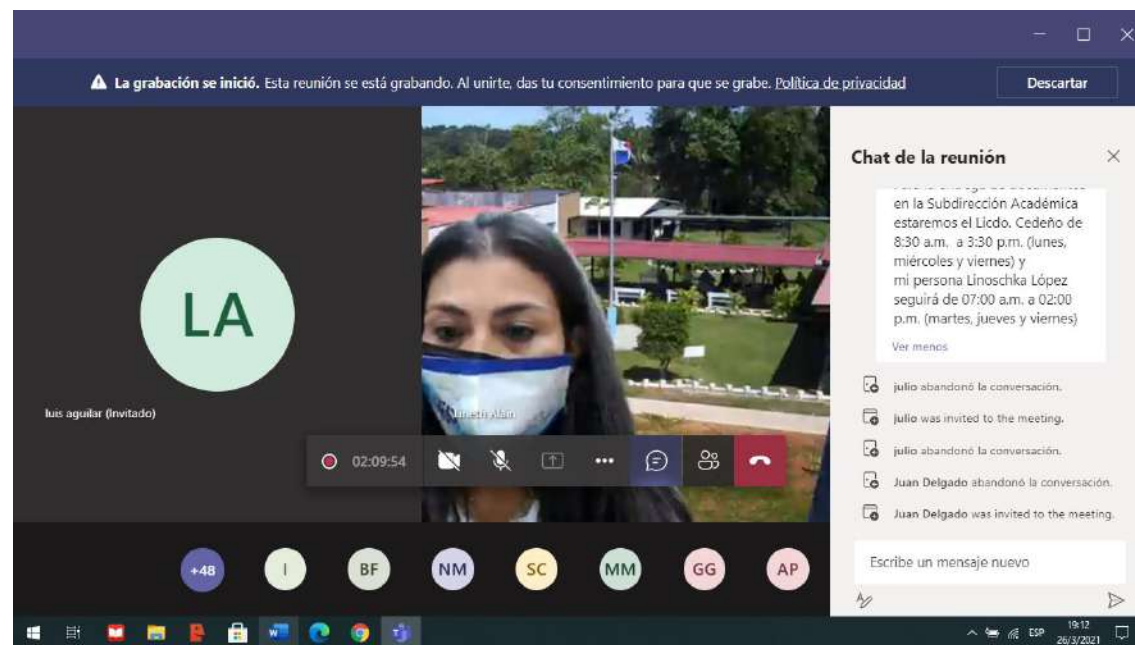 La grabación se inició. Esta reunión se está grabando. Al unirte, das tu consentimiento para que se grabe. Política de privacidad
Descartar
Chat de la reunión
en la Subdirección Académica
estaremos el Licdo. Cedeño de
8:30 a.m. a 3:30 p.m. (lunes,
miércoles y viernes) y
mi persona Linoschka López
seguirá de 07:00 a.m. a 02:00
p.m. (martes, jueves y viernes)
Ver menos
julio abandonó la conversación.
julio was invited to the meeting.
julio abandonó la conversación.
Juan Delgado abandonó la conversación.
Juan Delgado was invited to the meeting.
Escribe un mensaje nuevo
LA
luis aguilar (Invitado)
02:09:54
+48
I
BF
NM
SC
MM
GG
AP
ESP
19:12
26/3/2021